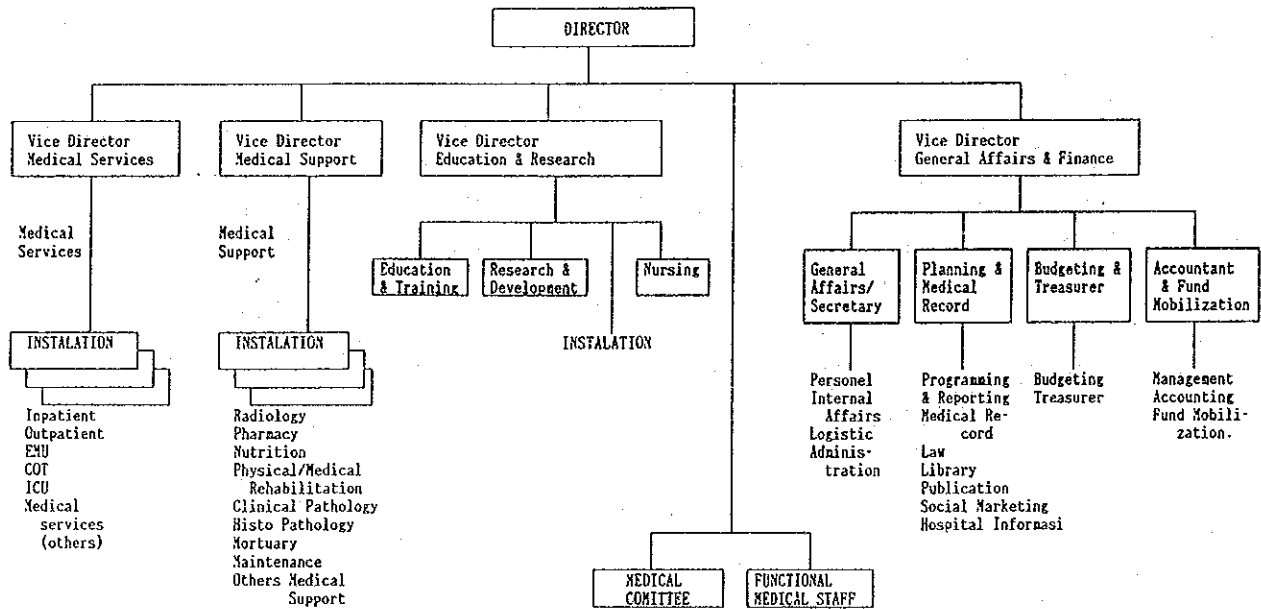 DIRECTOR
Vice Director
Medical Services
Vice Director
Medical Support
Vice Director
Education & Research
Vice Director
General Affairs & Finance
Medical
Services
Medical
Support
Education
& Training
Research &
Development
Nursing
General
Affairs/
Secretary
Planning &
Medical
Record
Budgeting &
Treasurer
Accountant
& Fund
Mobilization
INSTALATION
INSTALATION
INSTALATION
Inpatient
Outpatient
EMU
COT
ICU
Medical
services
(others)
Radiology
Pharmacy
Nutrition
Physical/Medical
Rehabilitation
Clinical Pathology
Histo Pathology
Mortuary
Maintenance
Others Medical
Support
Personel
Internal
Affairs
Logistic
Adminis-
tration
Programming
& Reporting
Medical Re-
cord
Law
Library
Publication
Social Marketing
Hospital Informasi
Budgeting
Treasurer
Management
Accounting
Fund Mobili-
zation.
MEDICAL
COMITTEE
FUNCTIONAL
MEDICAL STAFF